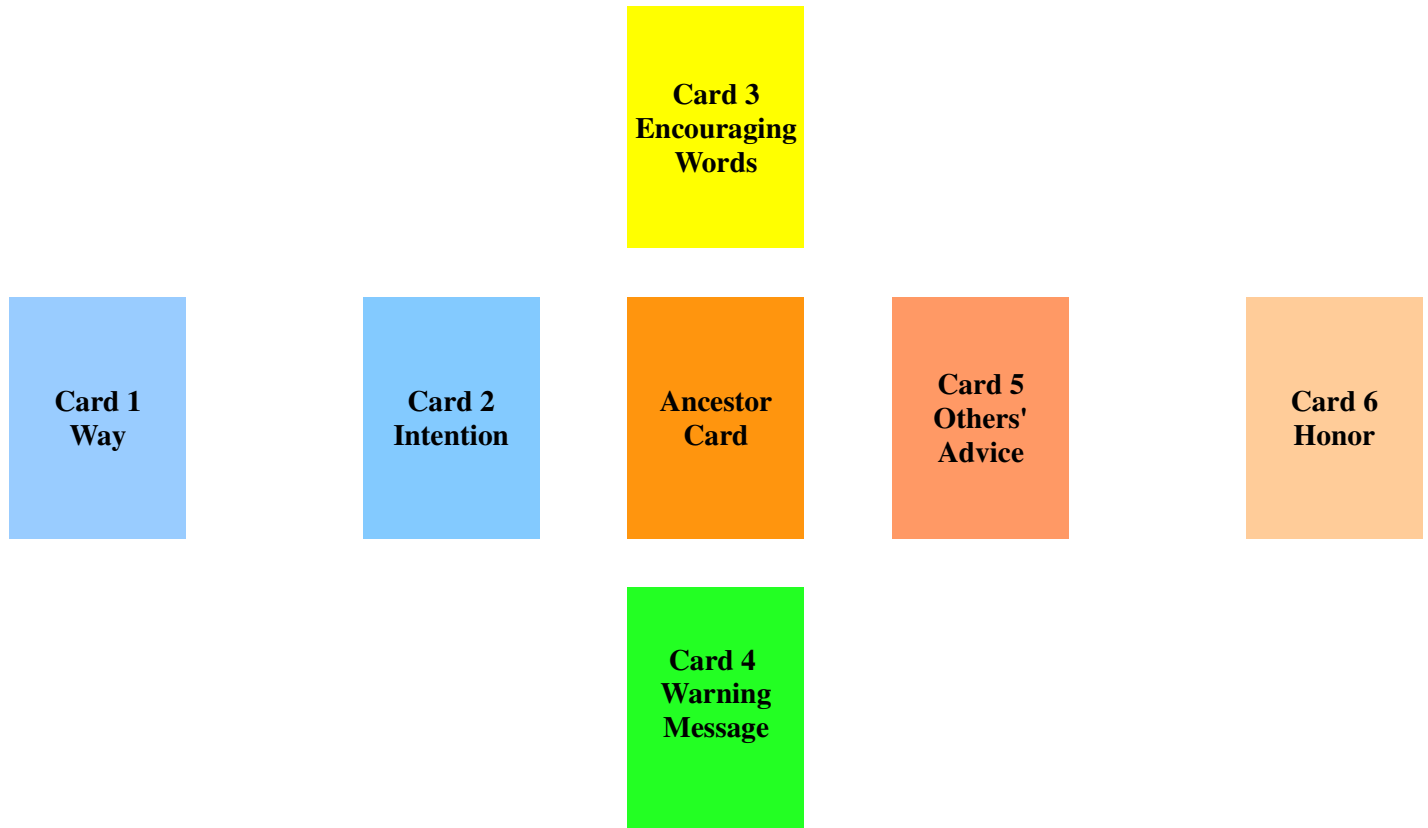 Card 3
Encouraging
Words
Card 1
Way
Card 2
Intention
Ancestor
Card
Card 5
Others'
Advice
Card 6
Honor
Card 4
Warning
Message